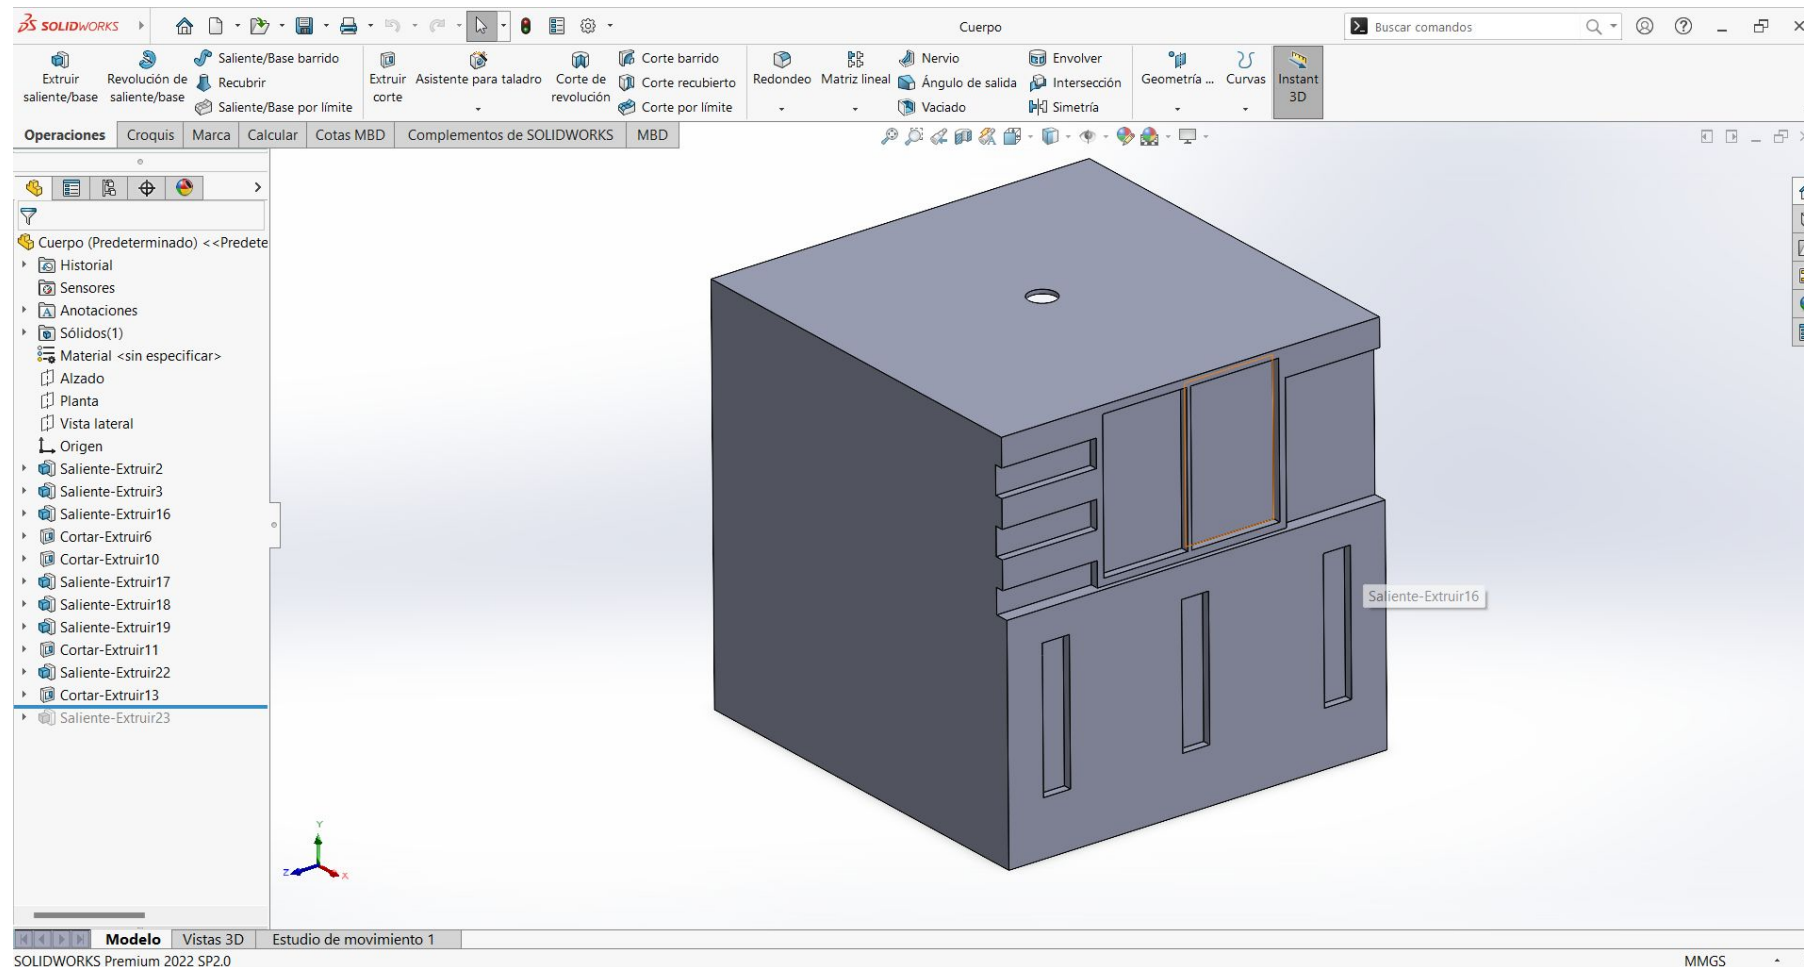 SOLIDWORKS
Cuerpo
Buscar comandos
Extruir saliente/base
Revolución de saliente/base
Saliente/Base barrido
Recubrir
Saliente/Base por límite
Extruir corte
Asistente para taladro
Corte de revolución
Corte barrido
Corte recubierto
Corte por límite
Redondeo
Matriz lineal
Nervio
Ángulo de salida
Vaciado
Envolver
Intersección
Simetría
Geometría ...
Curvas
Instant 3D
Operaciones
Croquis
Marca
Calcular
Cotas MBD
Complementos de SOLIDWORKS
MBD
Cuerpo (Predeterminado) <<Predete
Historial
Sensores
Anotaciones
Sólidos(1)
Material <sin especificar>
Alzado
Planta
Vista lateral
Origen
Saliente-Extruir2
Saliente-Extruir3
Saliente-Extruir16
Cortar-Extruir6
Cortar-Extruir10
Saliente-Extruir17
Saliente-Extruir18
Saliente-Extruir19
Cortar-Extruir11
Saliente-Extruir22
Cortar-Extruir13
Saliente-Extruir23
Saliente-Extruir16
Y
Z
X
Modelo
Vistas 3D
Estudio de movimiento 1
SOLIDWORKS Premium 2022 SP2.0
MMGS